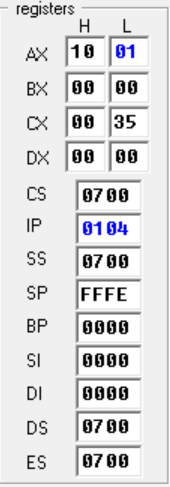 registers
H L
AX 10 01
BX 00 00
CX 00 35
DX 00 00
CS 0700
IP 0104
SS 0700
SP FFFE
BP 0000
SI 0000
DI 0000
DS 0700
ES 0700